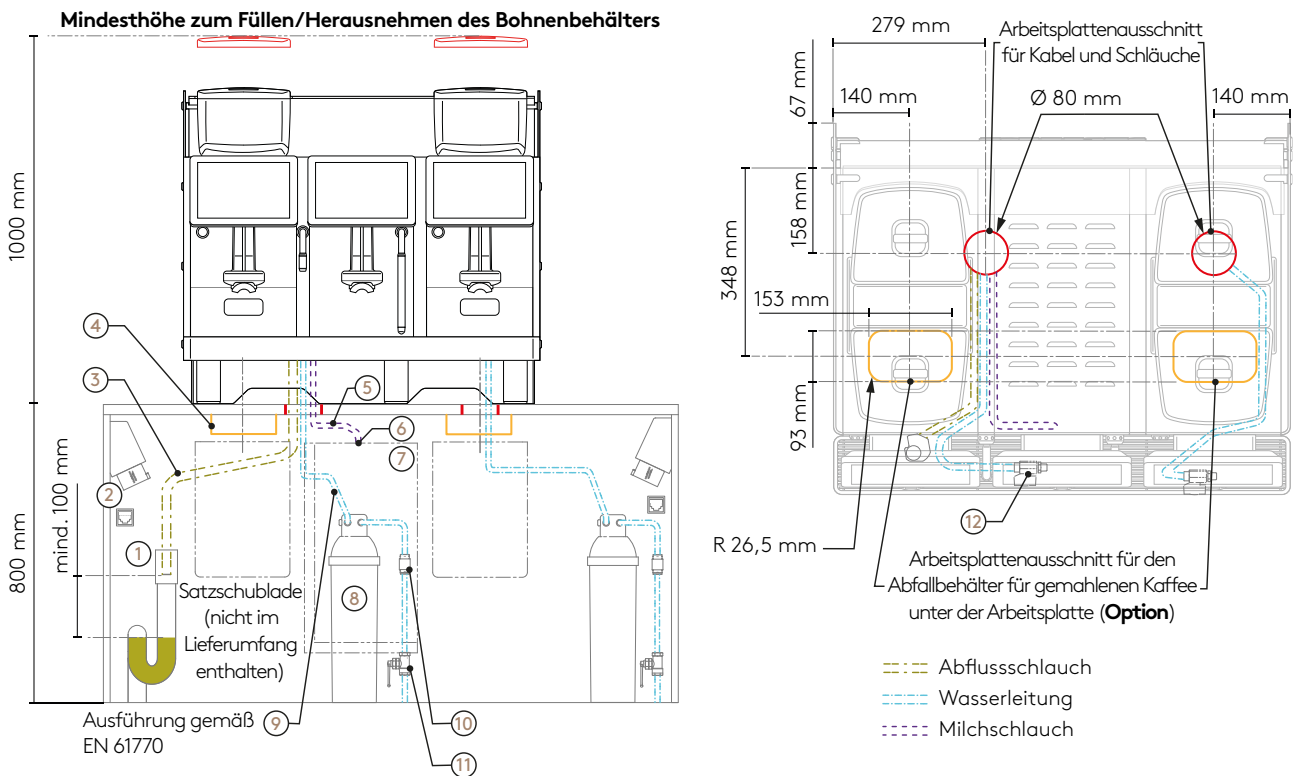 Mindesthöhe zum Füllen/Herausnehmen des Bohnenbehälters
1000 mm
800 mm
mind. 100 mm
4
3
2
1
5
6
7
8
Satzschublade
(nicht im
Lieferumfang
enthalten)
Ausführung gemäß
EN 61770
9
10
11
279 mm
Arbeitsplattenausschnitt
für Kabel und Schläuche
67 mm
140 mm
Ø 80 mm
140 mm
348 mm
158 mm
153 mm
93 mm
12
R 26,5 mm
Arbeitsplattenausschnitt für den
Abfallbehälter für gemahlenen Kaffee
unter der Arbeitsplatte (Option)
Abflussschlauch
Wasserleitung
Milchschlauch